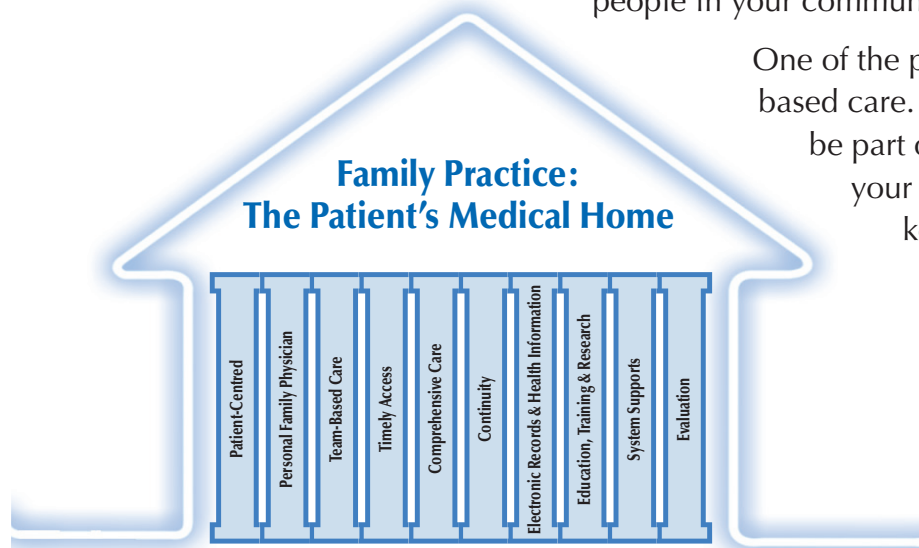 people in your commun
One of the p
based care.
be part
your
k
Family Practice:
The Patient's Medical Home
Patient-Centred
Personal Family Physician
Team-Based Care
Timely Access
Comprehensive Care
Continuity
Electronic Records & Health Information
Education, Training & Research
System Supports
Evaluation